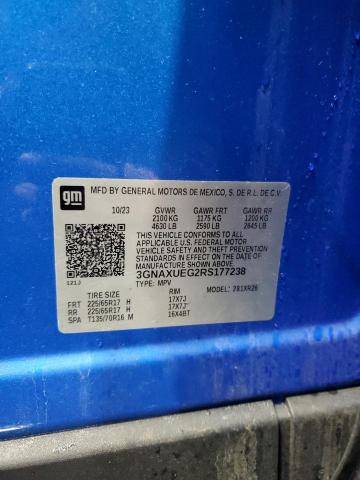 gm
MFD BY GENERAL MOTORS DE MEXICO, S. DE R.L. DE C.V.
10/23 GVWR GAWR FRT GAWR RR
2100 KG 1175 KG 1200 KG
4630 LB 2590 LB 2645 LB
THIS VEHICLE CONFORMS TO ALL APPLICABLE U.S. FEDERAL MOTOR
VEHICLE SAFETY, BUMPER, AND THEFT PREVENTION STANDARDS IN
EFFECT ON THE DATE OF MANUFACTURE SHOWN ABOVE.
3GNAXUEG2RS177238
121J TYPE: MPV
TIRE SIZE RIM MODEL: 281XR26
FRT 225/65R17 H 17X7J
RR 225/65R17 H 17X7J
SPA T135/70R16 M 16X4BT